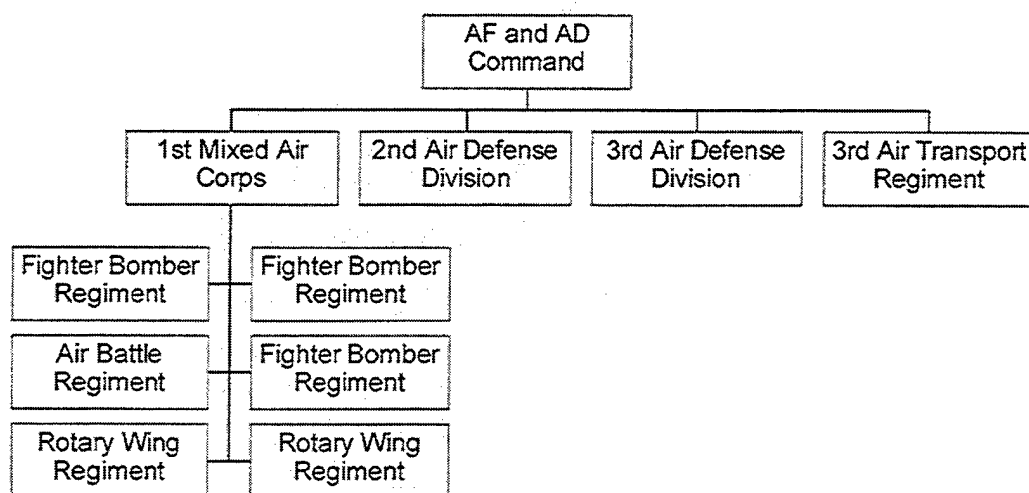 AF and AD
Command
1st Mixed Air
Corps
2nd Air Defense
Division
3rd Air Defense
Division
3rd Air Transport
Regiment
Fighter Bomber
Regiment
Fighter Bomber
Regiment
Air Battle
Regiment
Fighter Bomber
Regiment
Rotary Wing
Regiment
Rotary Wing
Regiment